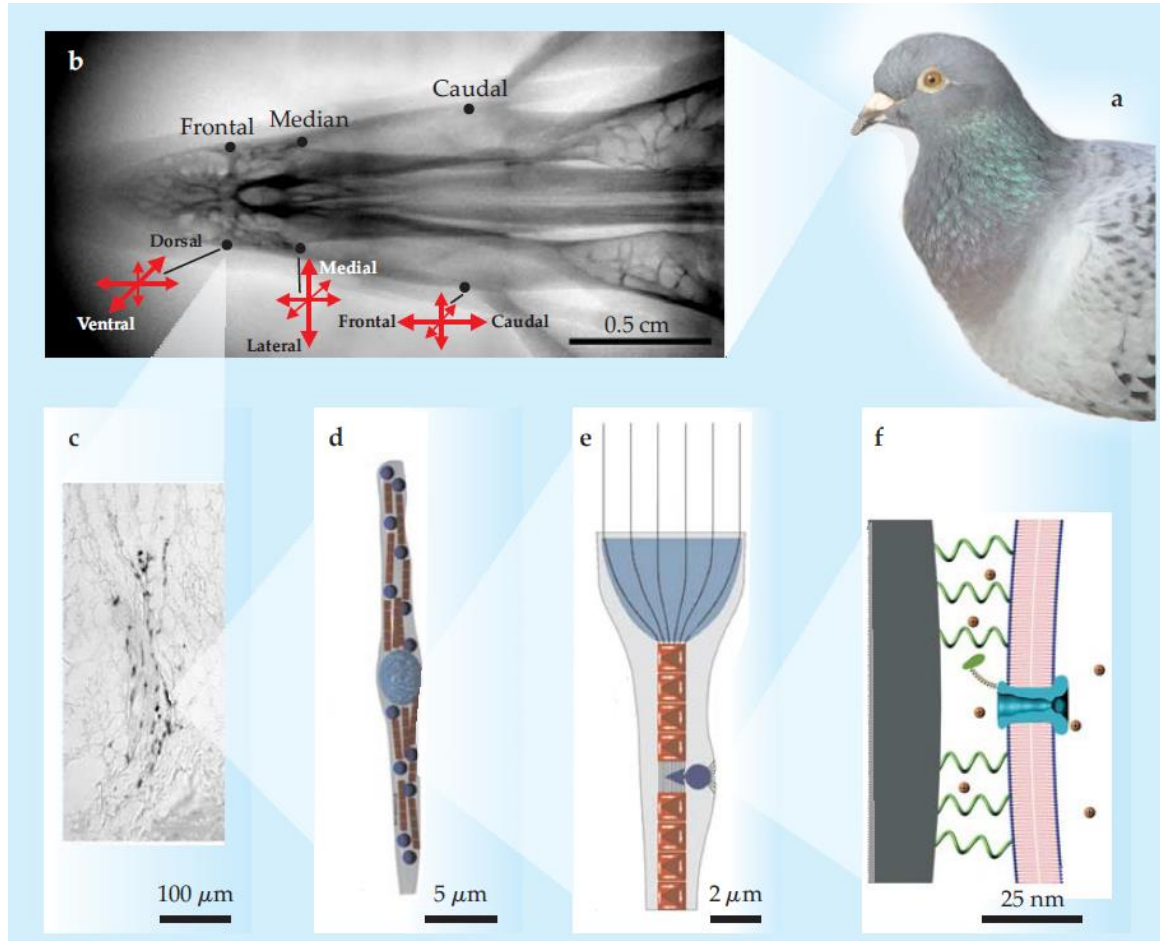 b
a
Caudal
Frontal
Median
Dorsal
Medial
Ventral
Frontal
Caudal
Lateral
0.5 cm
c
d
e
f
100 μm
5 μm
2 μm
25 nm